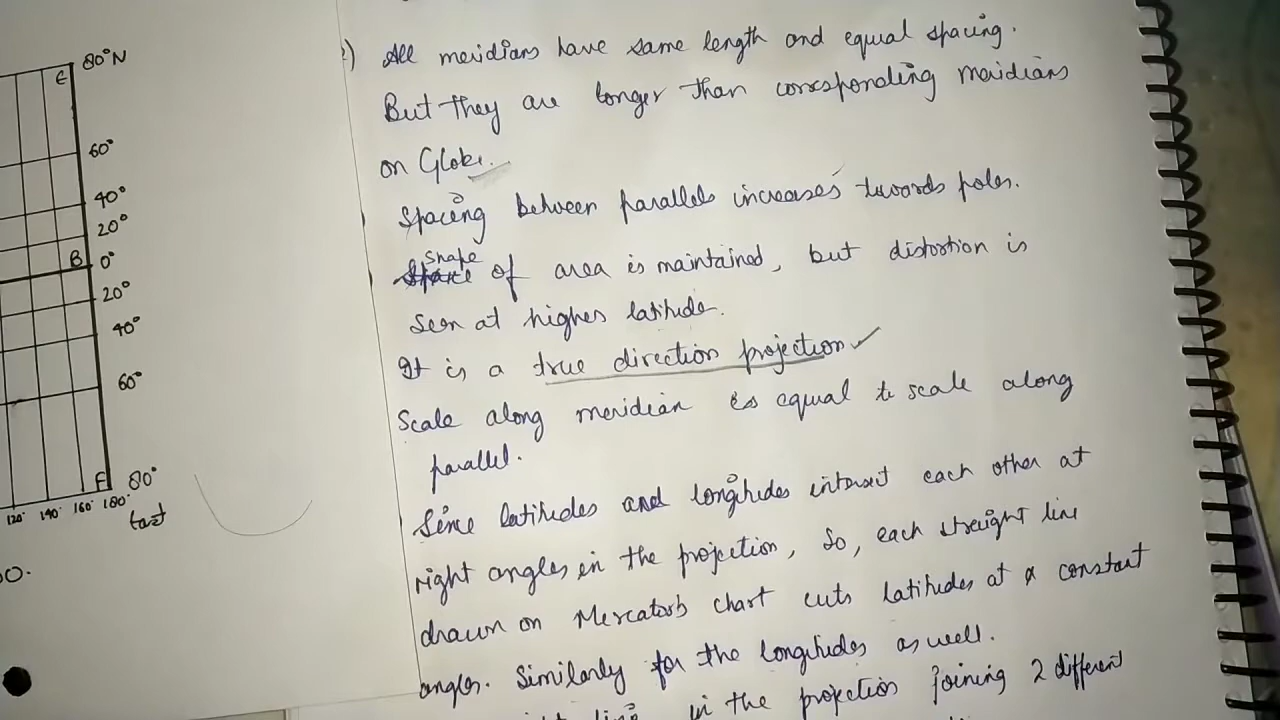 80°N
E
60°
40°
20°
B 0°
20°
40°
60°
80°
F
120° 140° 160° 180°
East
2) All meridians have same length and equal spacing.
But they are longer than corresponding meridians
on Globe.
Spacing between parallels increases towards poles.
Shape of area is maintained, but distortion is
seen at higher latitude.
It is a true direction projection
Scale along meridian is equal to scale along
parallel.
Since latitudes and longitudes intersect each other at
right angles in the projection, So, each straight line
drawn on Mercator's chart cuts latitudes at a constant
angles. Similarly for the longitudes as well.
line in the projection joining 2 different